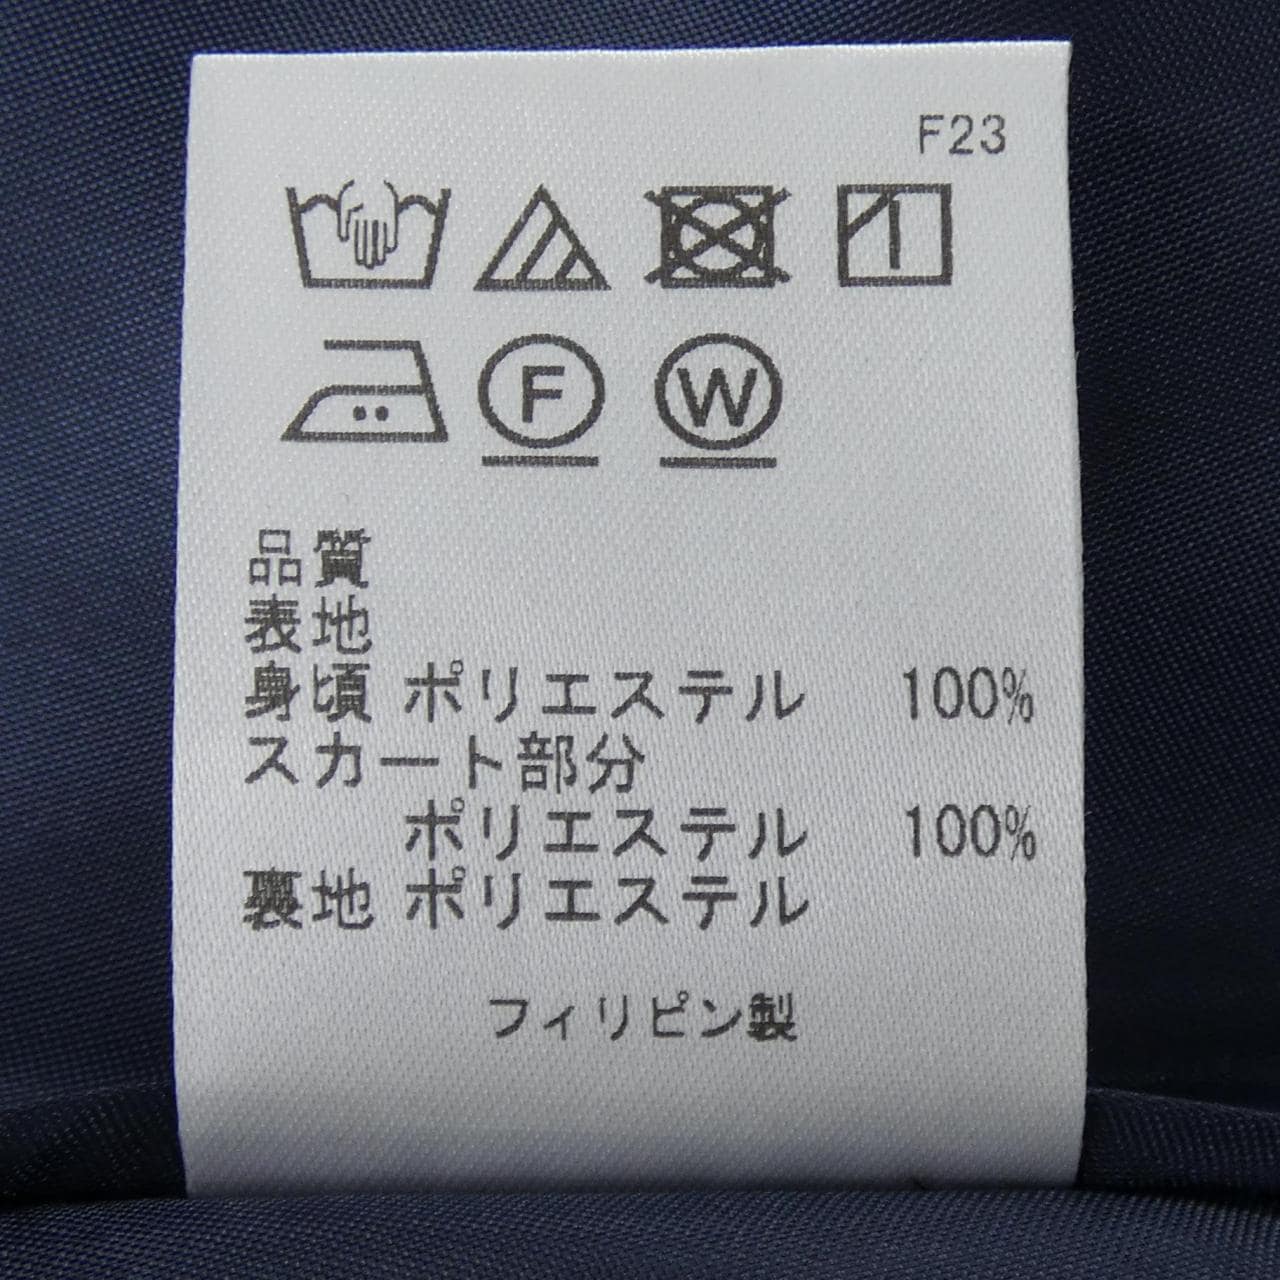 F23
F W
品質
表地
身頃 ポリエステル 100%
スカート部分
ポリエステル 100%
裏地 ポリエステル
フィリピン製